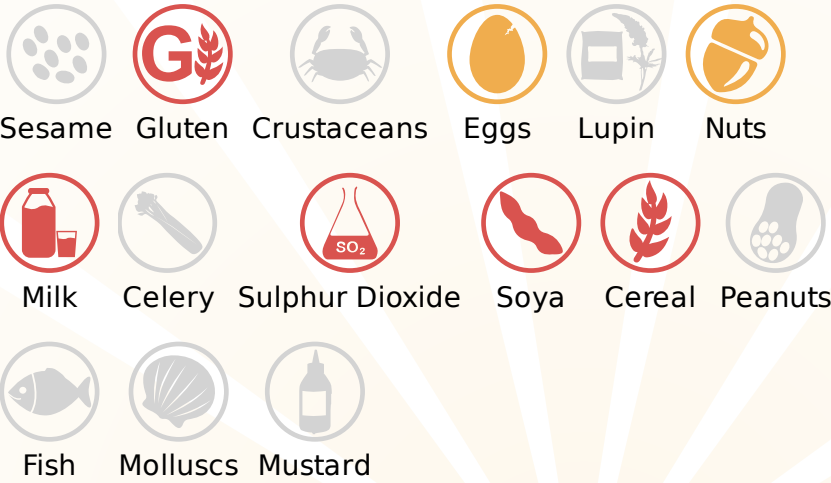 G
Sesame Gluten Crustaceans Eggs Lupin Nuts
SO₂
Milk Celery Sulphur Dioxide Soya Cereal Peanuts
Fish Molluscs Mustard